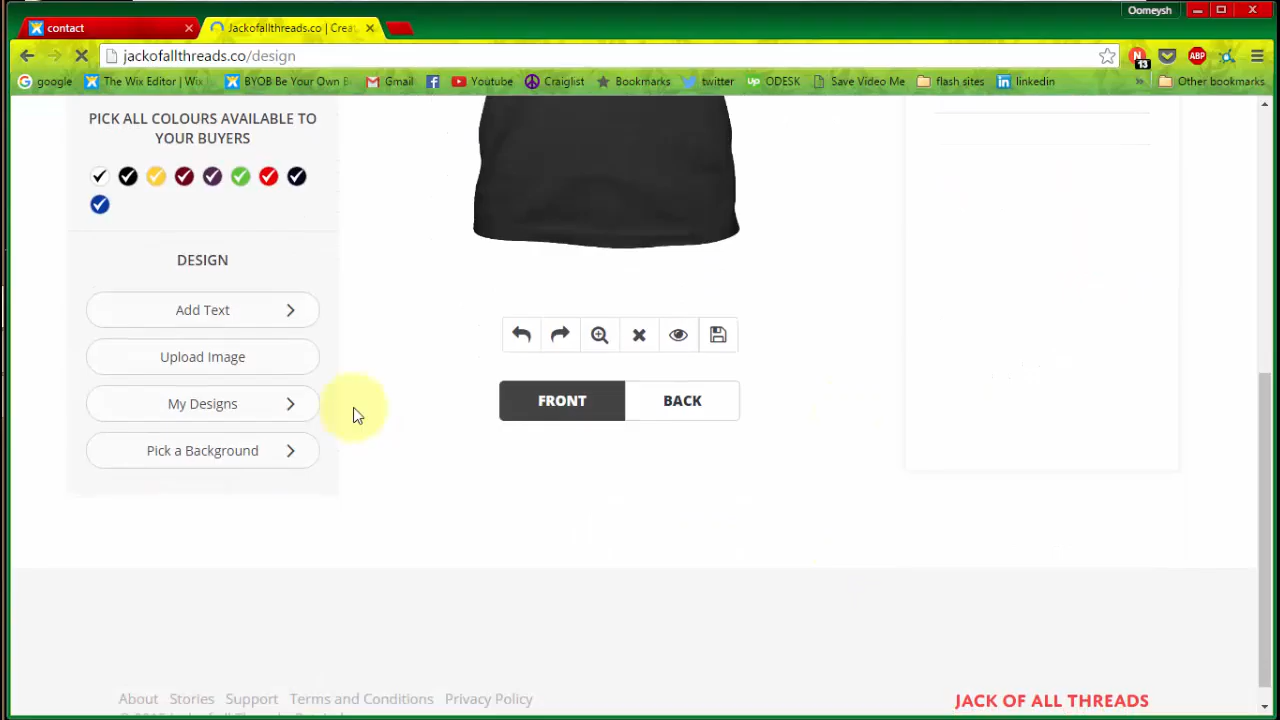 Oomeysh
contact
Jackofallthreads.co | Crea
jackofallthreads.co/design
13
ABP
google
The Wix Editor | Wix
BYOB Be Your Own B
Gmail
Youtube
Craiglist
Bookmarks
twitter
ODESK
Save Video Me
flash sites
linkedin
»
Other bookmarks
PICK ALL COLOURS AVAILABLE TO
YOUR BUYERS
DESIGN
Add Text
Upload Image
My Designs
Pick a Background
FRONT
BACK
About Stories Support Terms and Conditions Privacy Policy
JACK OF ALL THREADS